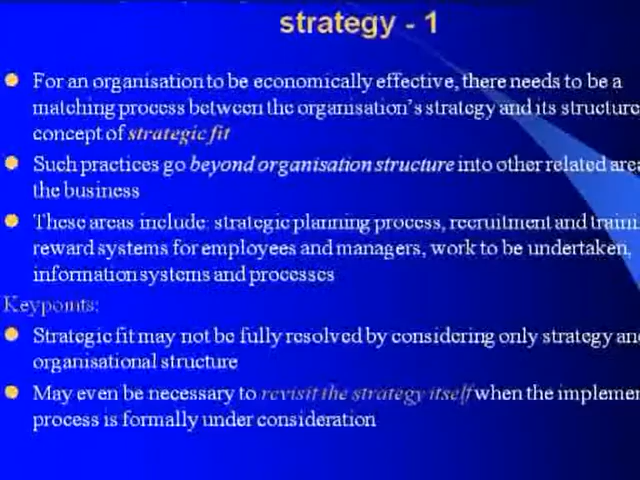 strategy - 1
For an organisation to be economically effective, there needs to be a
matching process between the organisation's strategy and its structure
concept of strategic fit
Such practices go beyond organisation structure into other related
the business
These areas include: strategic planning process, recruitment and
reward systems for employees and managers, work to be undertaken,
information systems and processes
Keypoints:
Strategic fit may not be fully resolved by considering only strategy
organisational structure
May even be necessary to revisit the strategy itself when the
process is formally under consideration